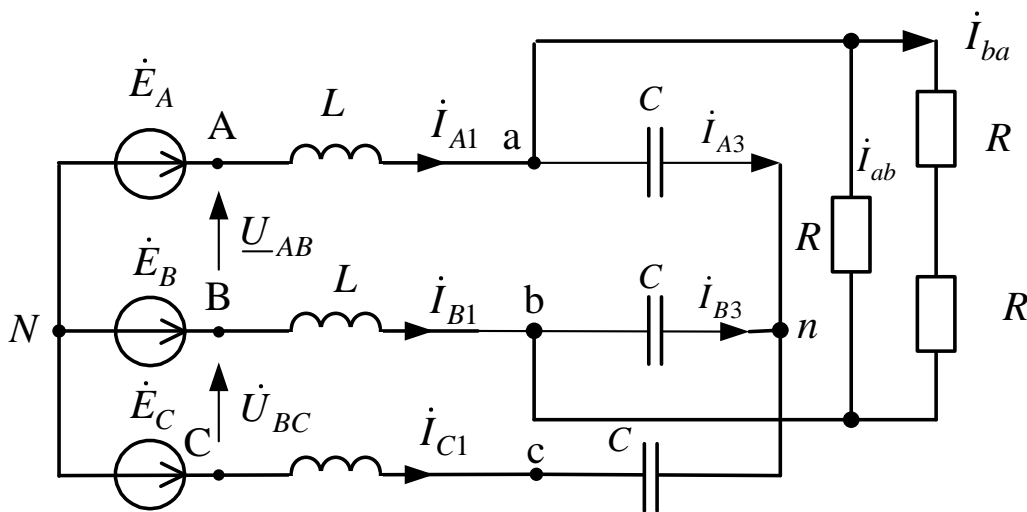 İ_ba
Ė_A
A
L
İ_A1
a
C
İ_A3
R
İ_ab
U_AB
R
Ė_B
B
L
İ_B1
b
C
İ_B3
N
n
R
Ė_C
C
U̇_BC
İ_C1
c
C